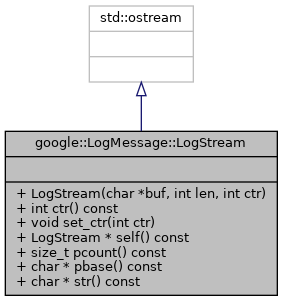 std::ostream
google::LogMessage::LogStream
+ LogStream(char *buf, int len, int ctr)
+ int ctr() const
+ void set_ctr(int ctr)
+ LogStream * self() const
+ size_t pcount() const
+ char * pbase() const
+ char * str() const